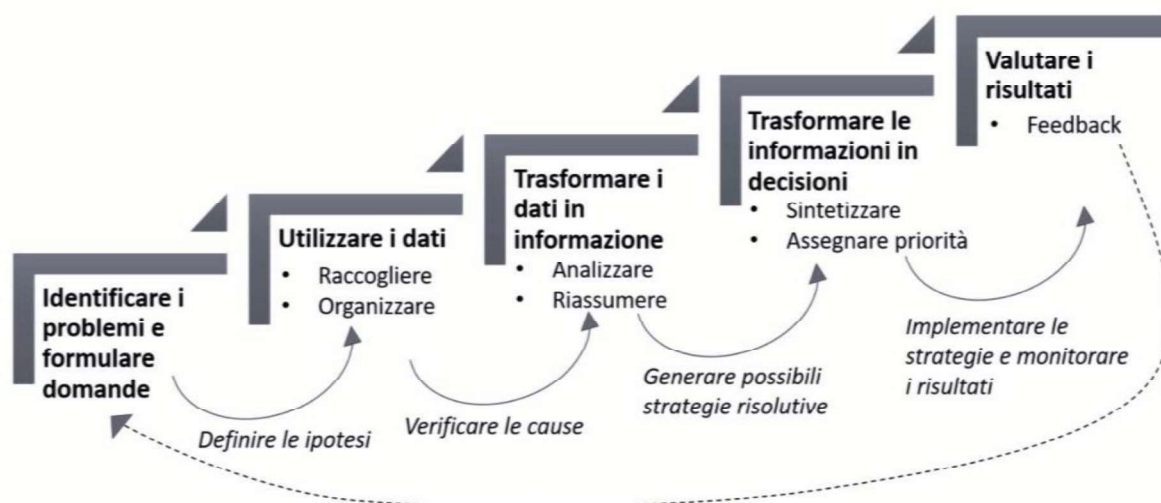 Identificare i
problemi e
formulare
domande
Definire le ipotesi
Utilizzare i dati
• Raccogliere
• Organizzare
Verificare le cause
Trasformare i
dati in
informazione
• Analizzare
• Riassumere
Generare possibili
strategie risolutive
Trasformare le
informazioni in
decisioni
• Sintetizzare
• Assegnare priorità
Implementare le
strategie e monitorare
i risultati
Valutare i
risultati
• Feedback